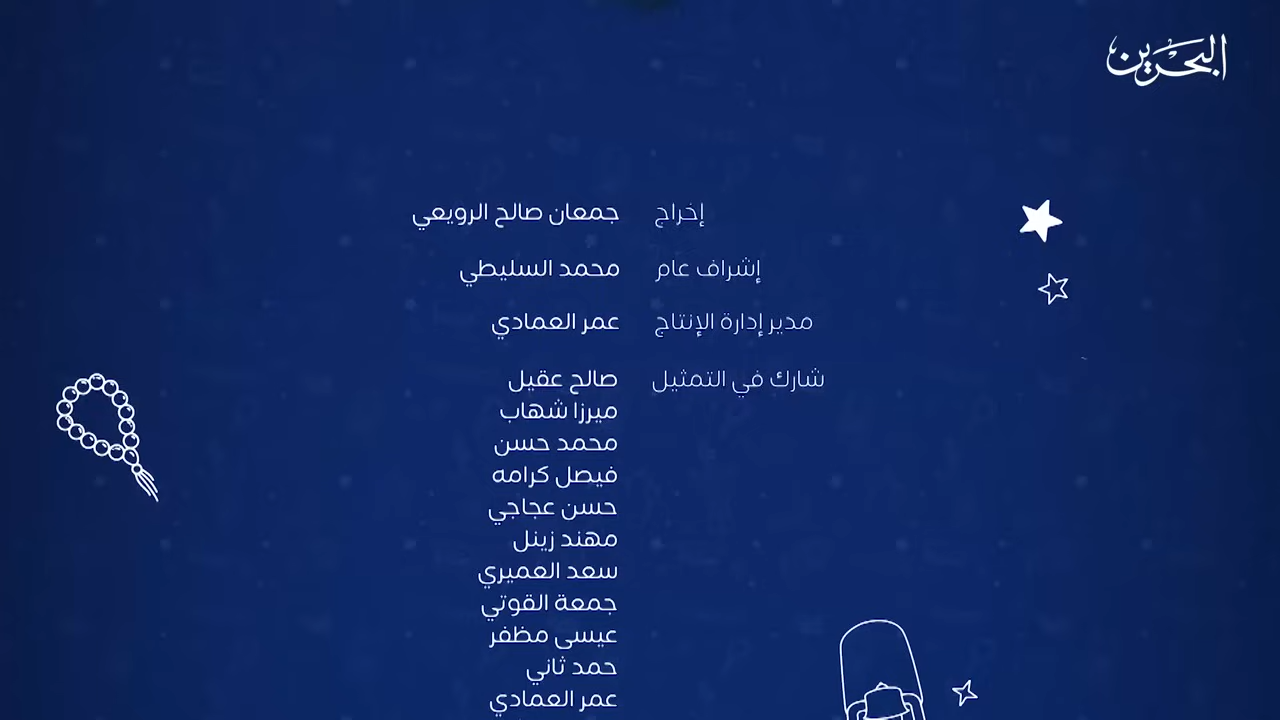 البحرين
إخراج جمعان صالح الرويعي
إشراف عام محمد السليطي
مدير إدارة الإنتاج عمر العمادي
شارك في التمثيل صالح عقيل
ميرزا شهاب
محمد حسن
فيصل كرامه
حسن عجاجي
مهند زينل
سعد العميري
جمعة القوتي
عيسى مظفر
حمد ثاني
عمر العمادي